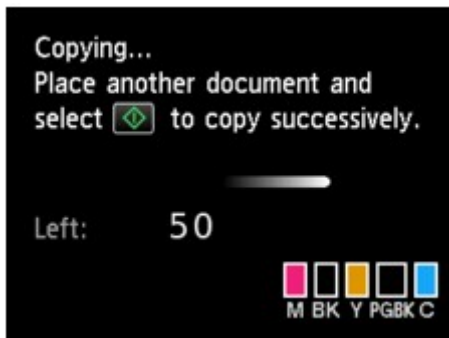 Copying...
Place another document and
select to copy successively.
Left: 50
M BK Y PGBK C